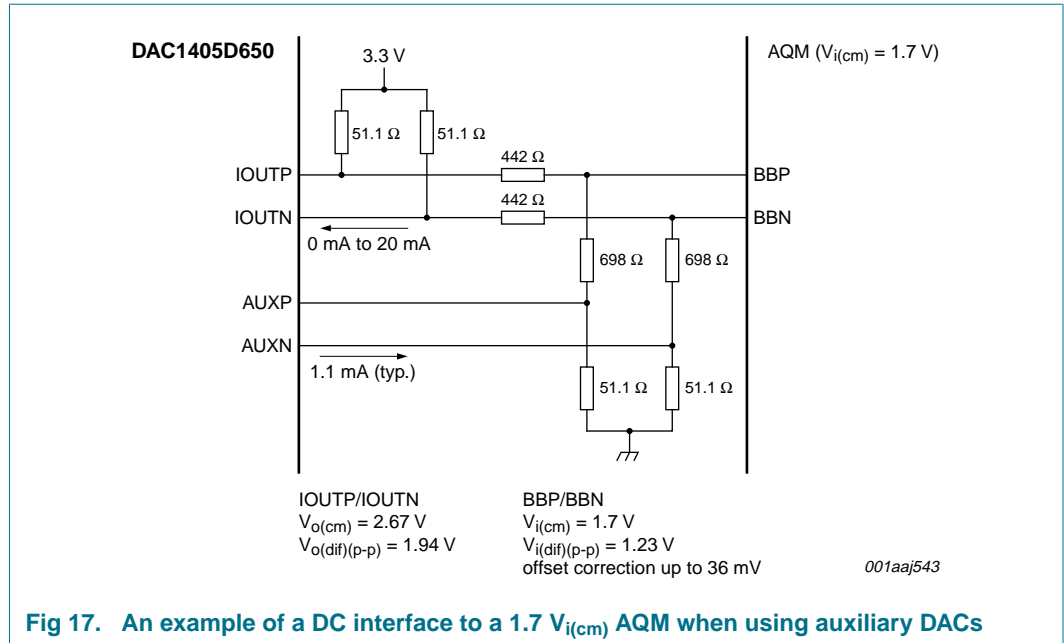 DAC1405D650
3.3 V
AQM (Vi(cm) = 1.7 V)
51.1 Ω
51.1 Ω
442 Ω
IOUTP
BBP
442 Ω
IOUTN
BBN
0 mA to 20 mA
698 Ω
698 Ω
AUXP
AUXN
1.1 mA (typ.)
51.1 Ω
51.1 Ω
IOUTP/IOUTN
Vo(cm) = 2.67 V
Vo(dif)(p-p) = 1.94 V
BBP/BBN
Vi(cm) = 1.7 V
Vi(dif)(p-p) = 1.23 V
offset correction up to 36 mV
001aaj543
Fig 17. An example of a DC interface to a 1.7 Vi(cm) AQM when using auxiliary DACs